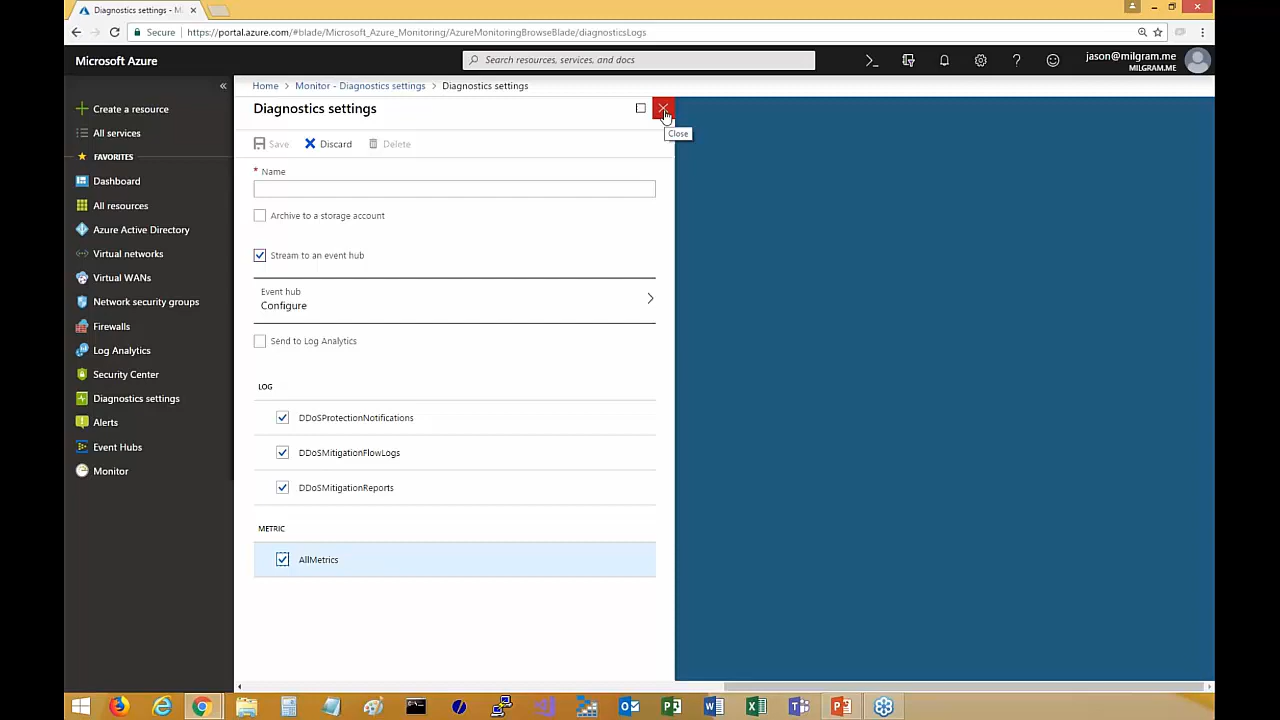 Diagnostics settings - M
Secure
https://portal.azure.com/#blade/Microsoft_Azure_Monitoring/AzureMonitoringBrowseBlade/diagnosticsLogs
Microsoft Azure
Search resources, services, and docs
jason@milgram.me
MILGRAM.ME
Create a resource
All services
FAVORITES
Dashboard
All resources
Azure Active Directory
Virtual networks
Virtual WANs
Network security groups
Firewalls
Log Analytics
Security Center
Diagnostics settings
Alerts
Event Hubs
Monitor
Home > Monitor - Diagnostics settings > Diagnostics settings
Diagnostics settings
Close
Save Discard Delete
* Name
Archive to a storage account
Stream to an event hub
Event hub
Configure
Send to Log Analytics
LOG
DDoSProtectionNotifications
DDoSMitigationFlowLogs
DDoSMitigationReports
METRIC
AllMetrics